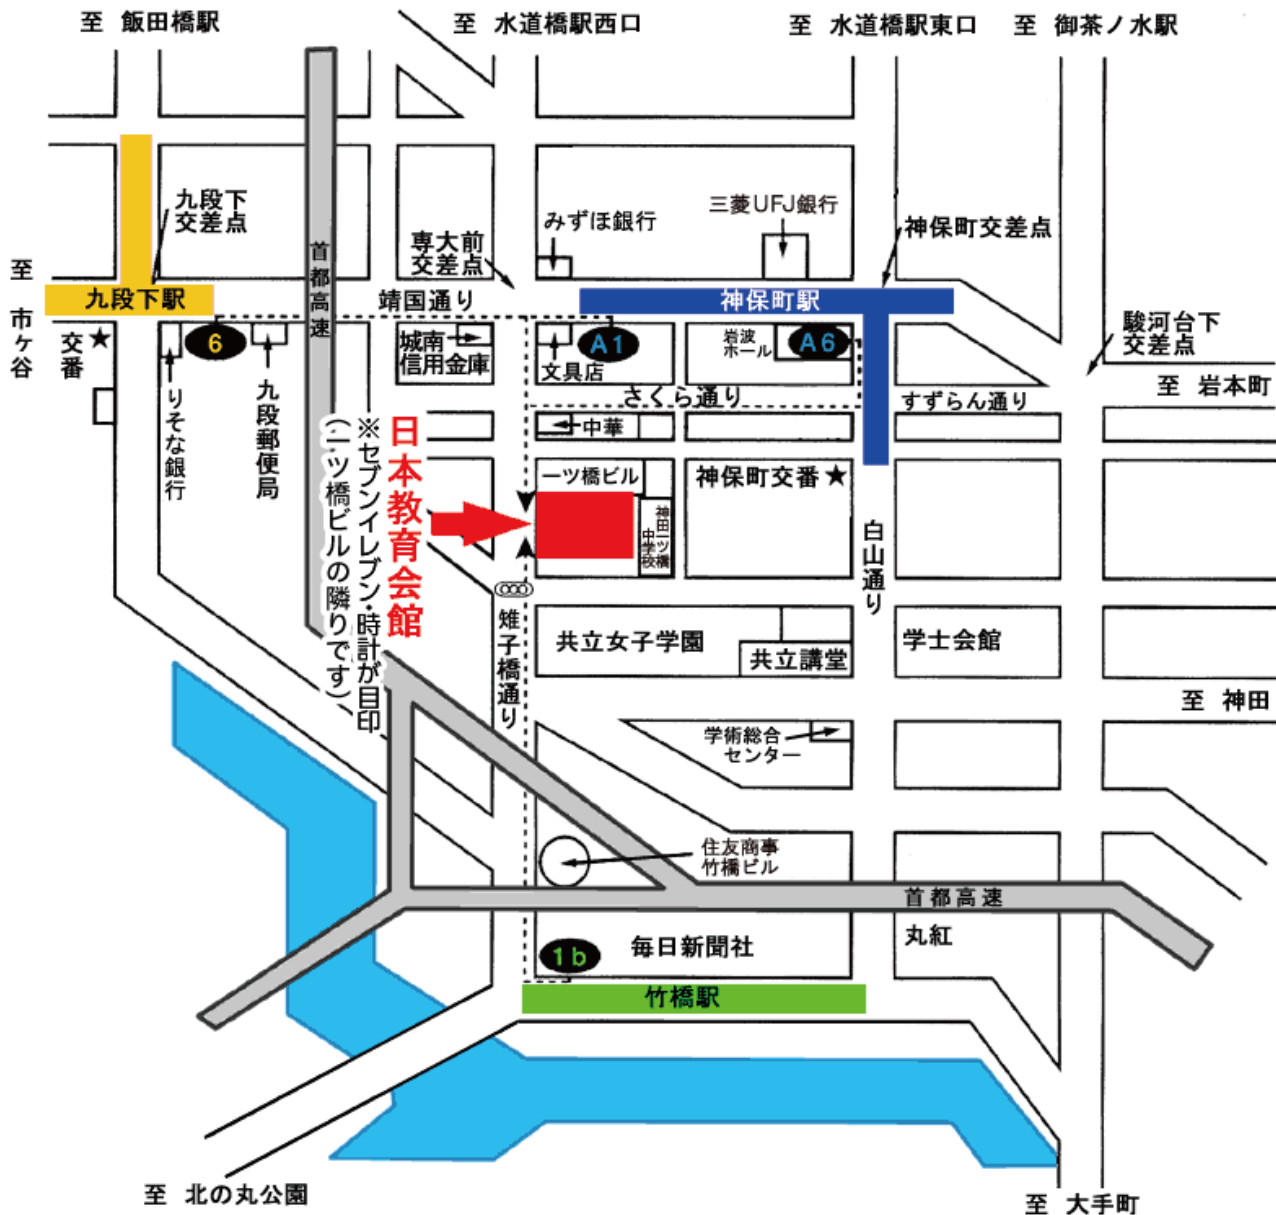 至 飯田橋駅
至 水道橋駅西口
至 水道橋駅東口
至 御茶ノ水駅
九段下
交差点
首都高速
専大前
交差点
みずほ銀行
三菱UFJ銀行
神保町交差点
至 市ヶ谷
九段下駅
靖国通り
神保町駅
交番★
6
城南
信用金庫
文具店
A1
岩波
ホール
A6
駿河台下
交差点
至 岩本町
りそな銀行
九段郵便局
さくら通り
すずらん通り
中華
日本教育会館
※セブンイレブン・時計が目印
(一ツ橋ビルの隣りです)
一ツ橋ビル
神田一ツ橋
中学校
神保町交番★
白山通り
雉子橋通り
共立女子学園
共立講堂
学士会館
至 神田
学術総合
センター
住友商事
竹橋ビル
首都高速
丸紅
毎日新聞社
1b
竹橋駅
至 北の丸公園
至 大手町